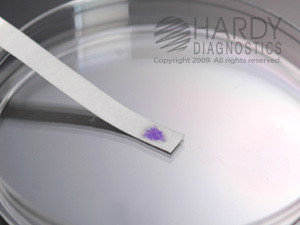 HARDY
DIAGNOSTICS
Copyright 2009 All rights reserved.